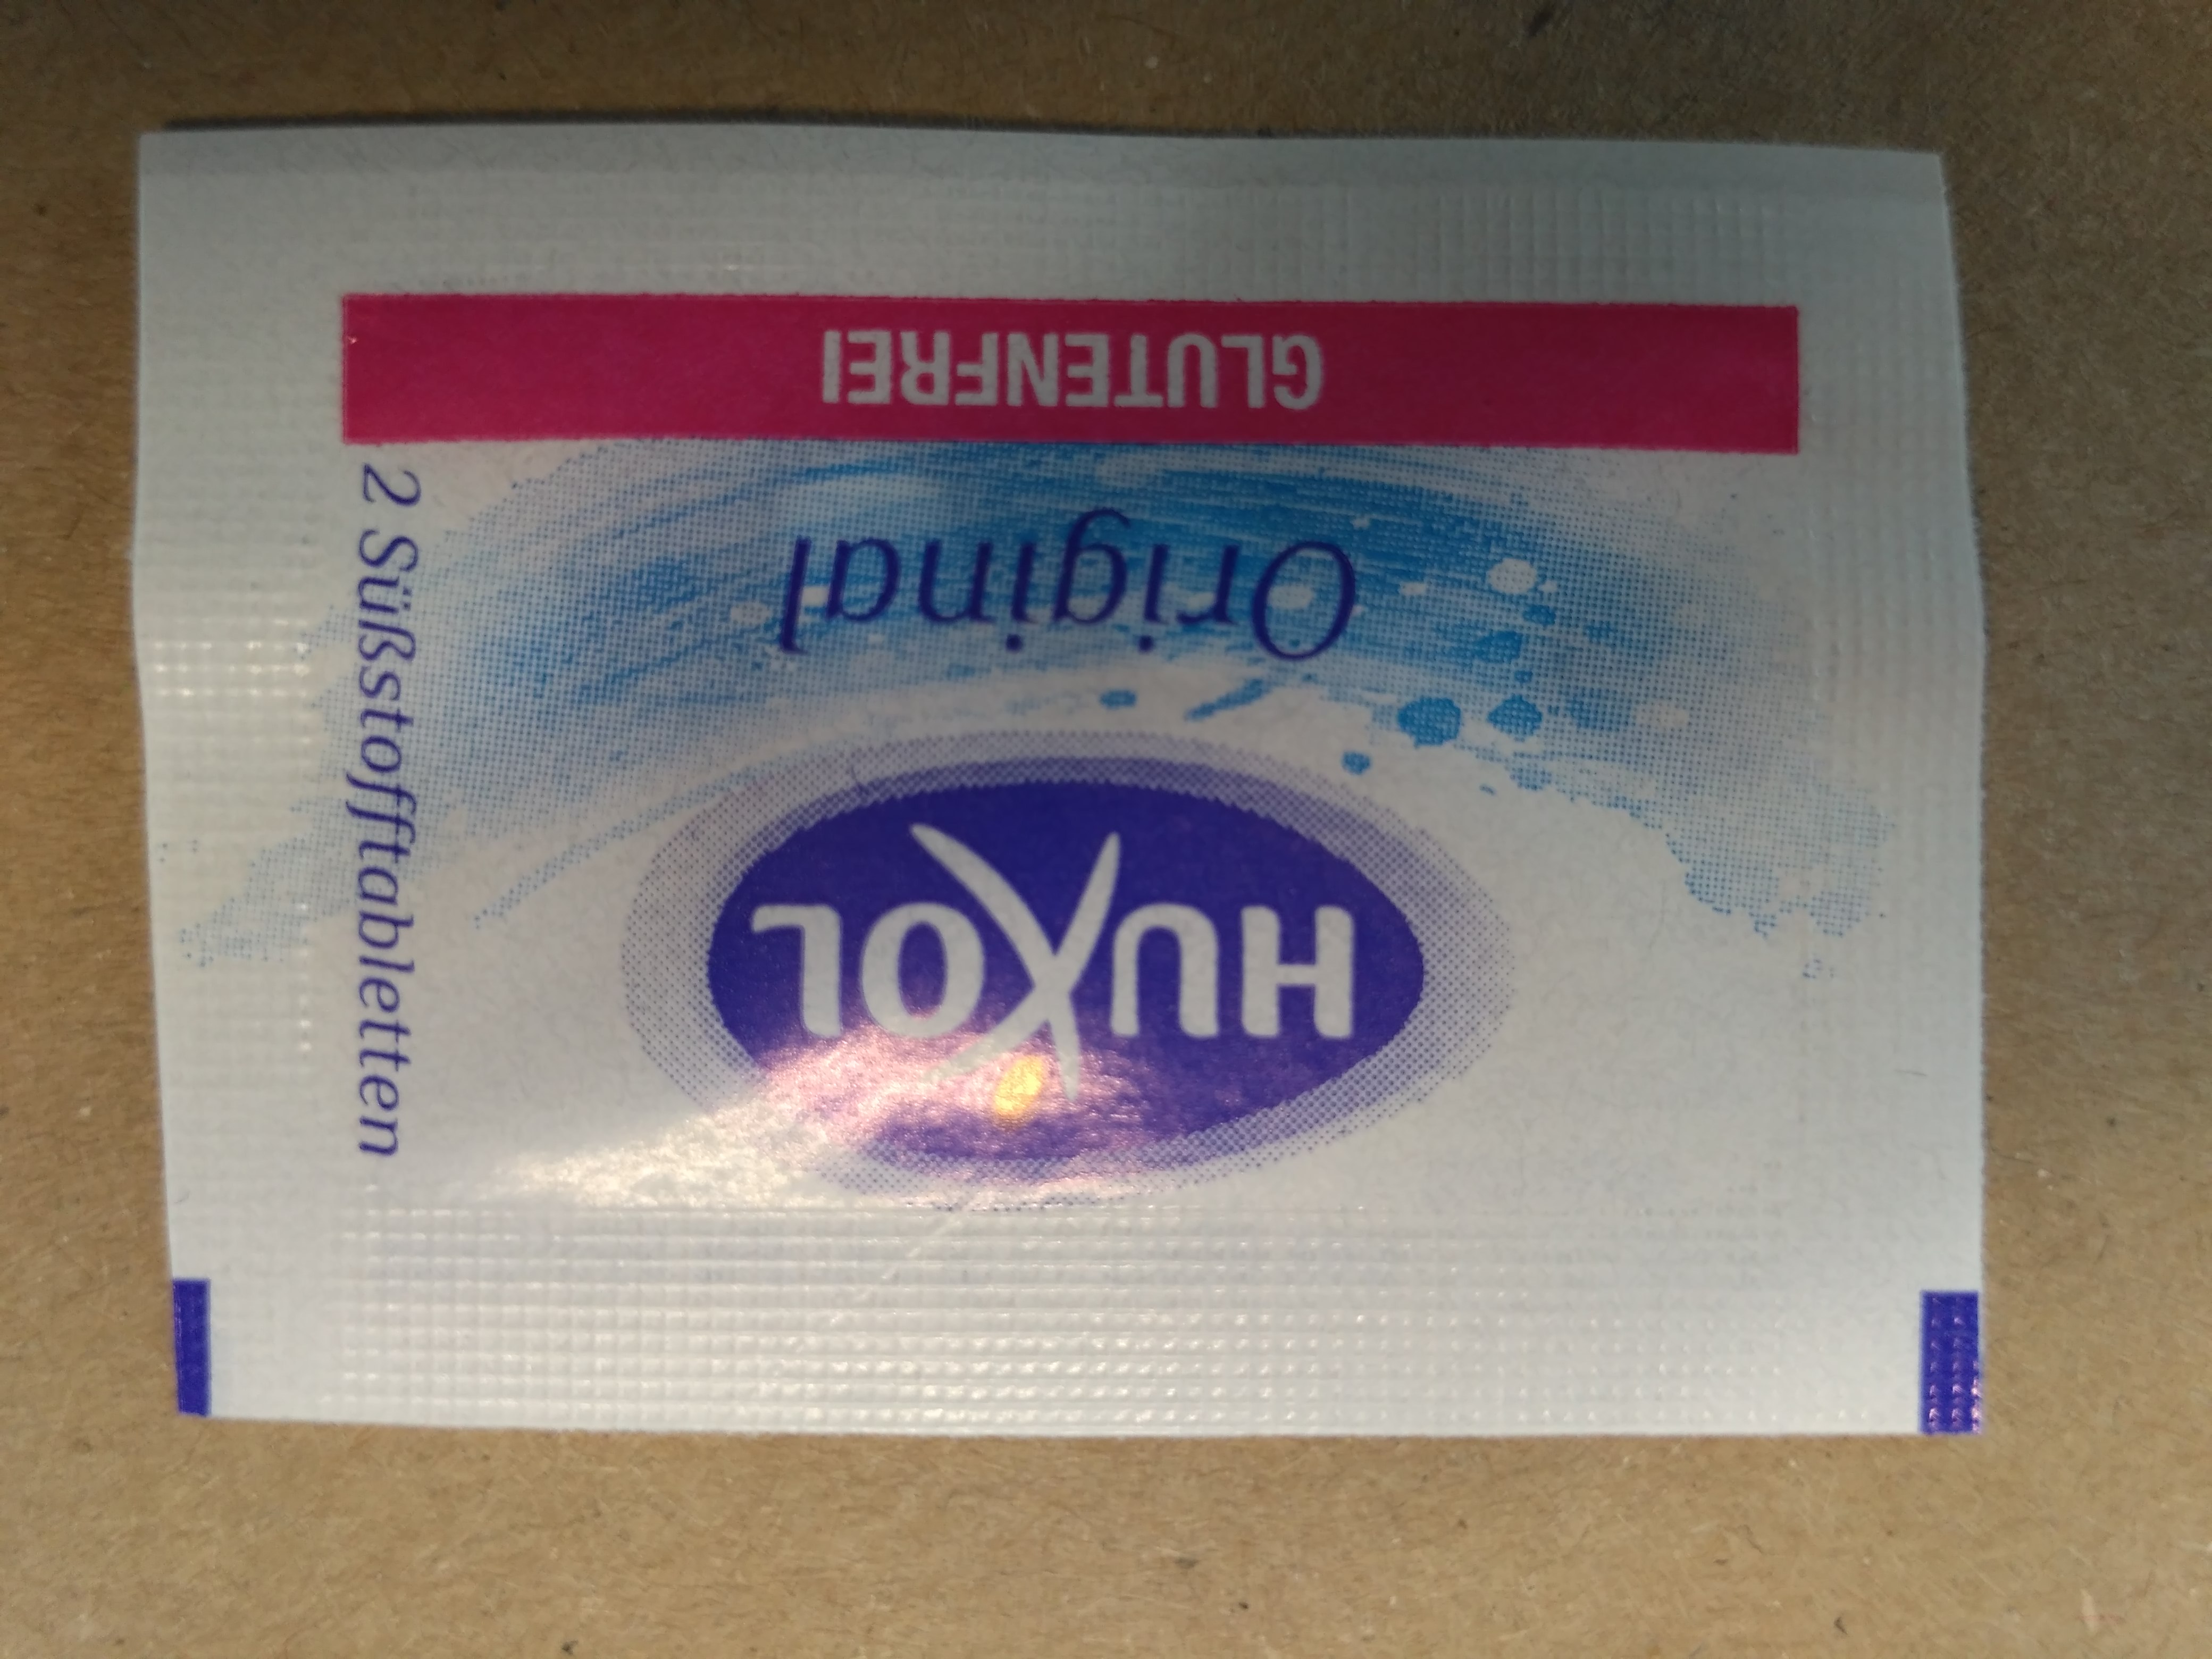 HUXOL
Original
GLUTENFREI
2 Süßstofftabletten